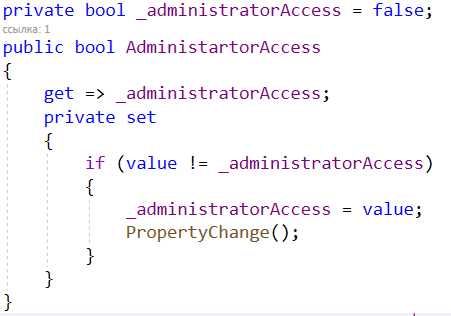 private bool _administratorAccess = false;
ссылка: 1
public bool AdministartorAccess
{
    get => _administratorAccess;
    private set
    {
        if (value != _administratorAccess)
        {
            _administratorAccess = value;
            PropertyChange();
        }
    }
}